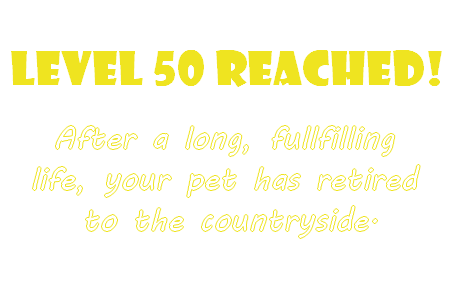 LEVEL 50 REACHED!
After a long, fullfilling
life, your pet has retired
to the countryside.